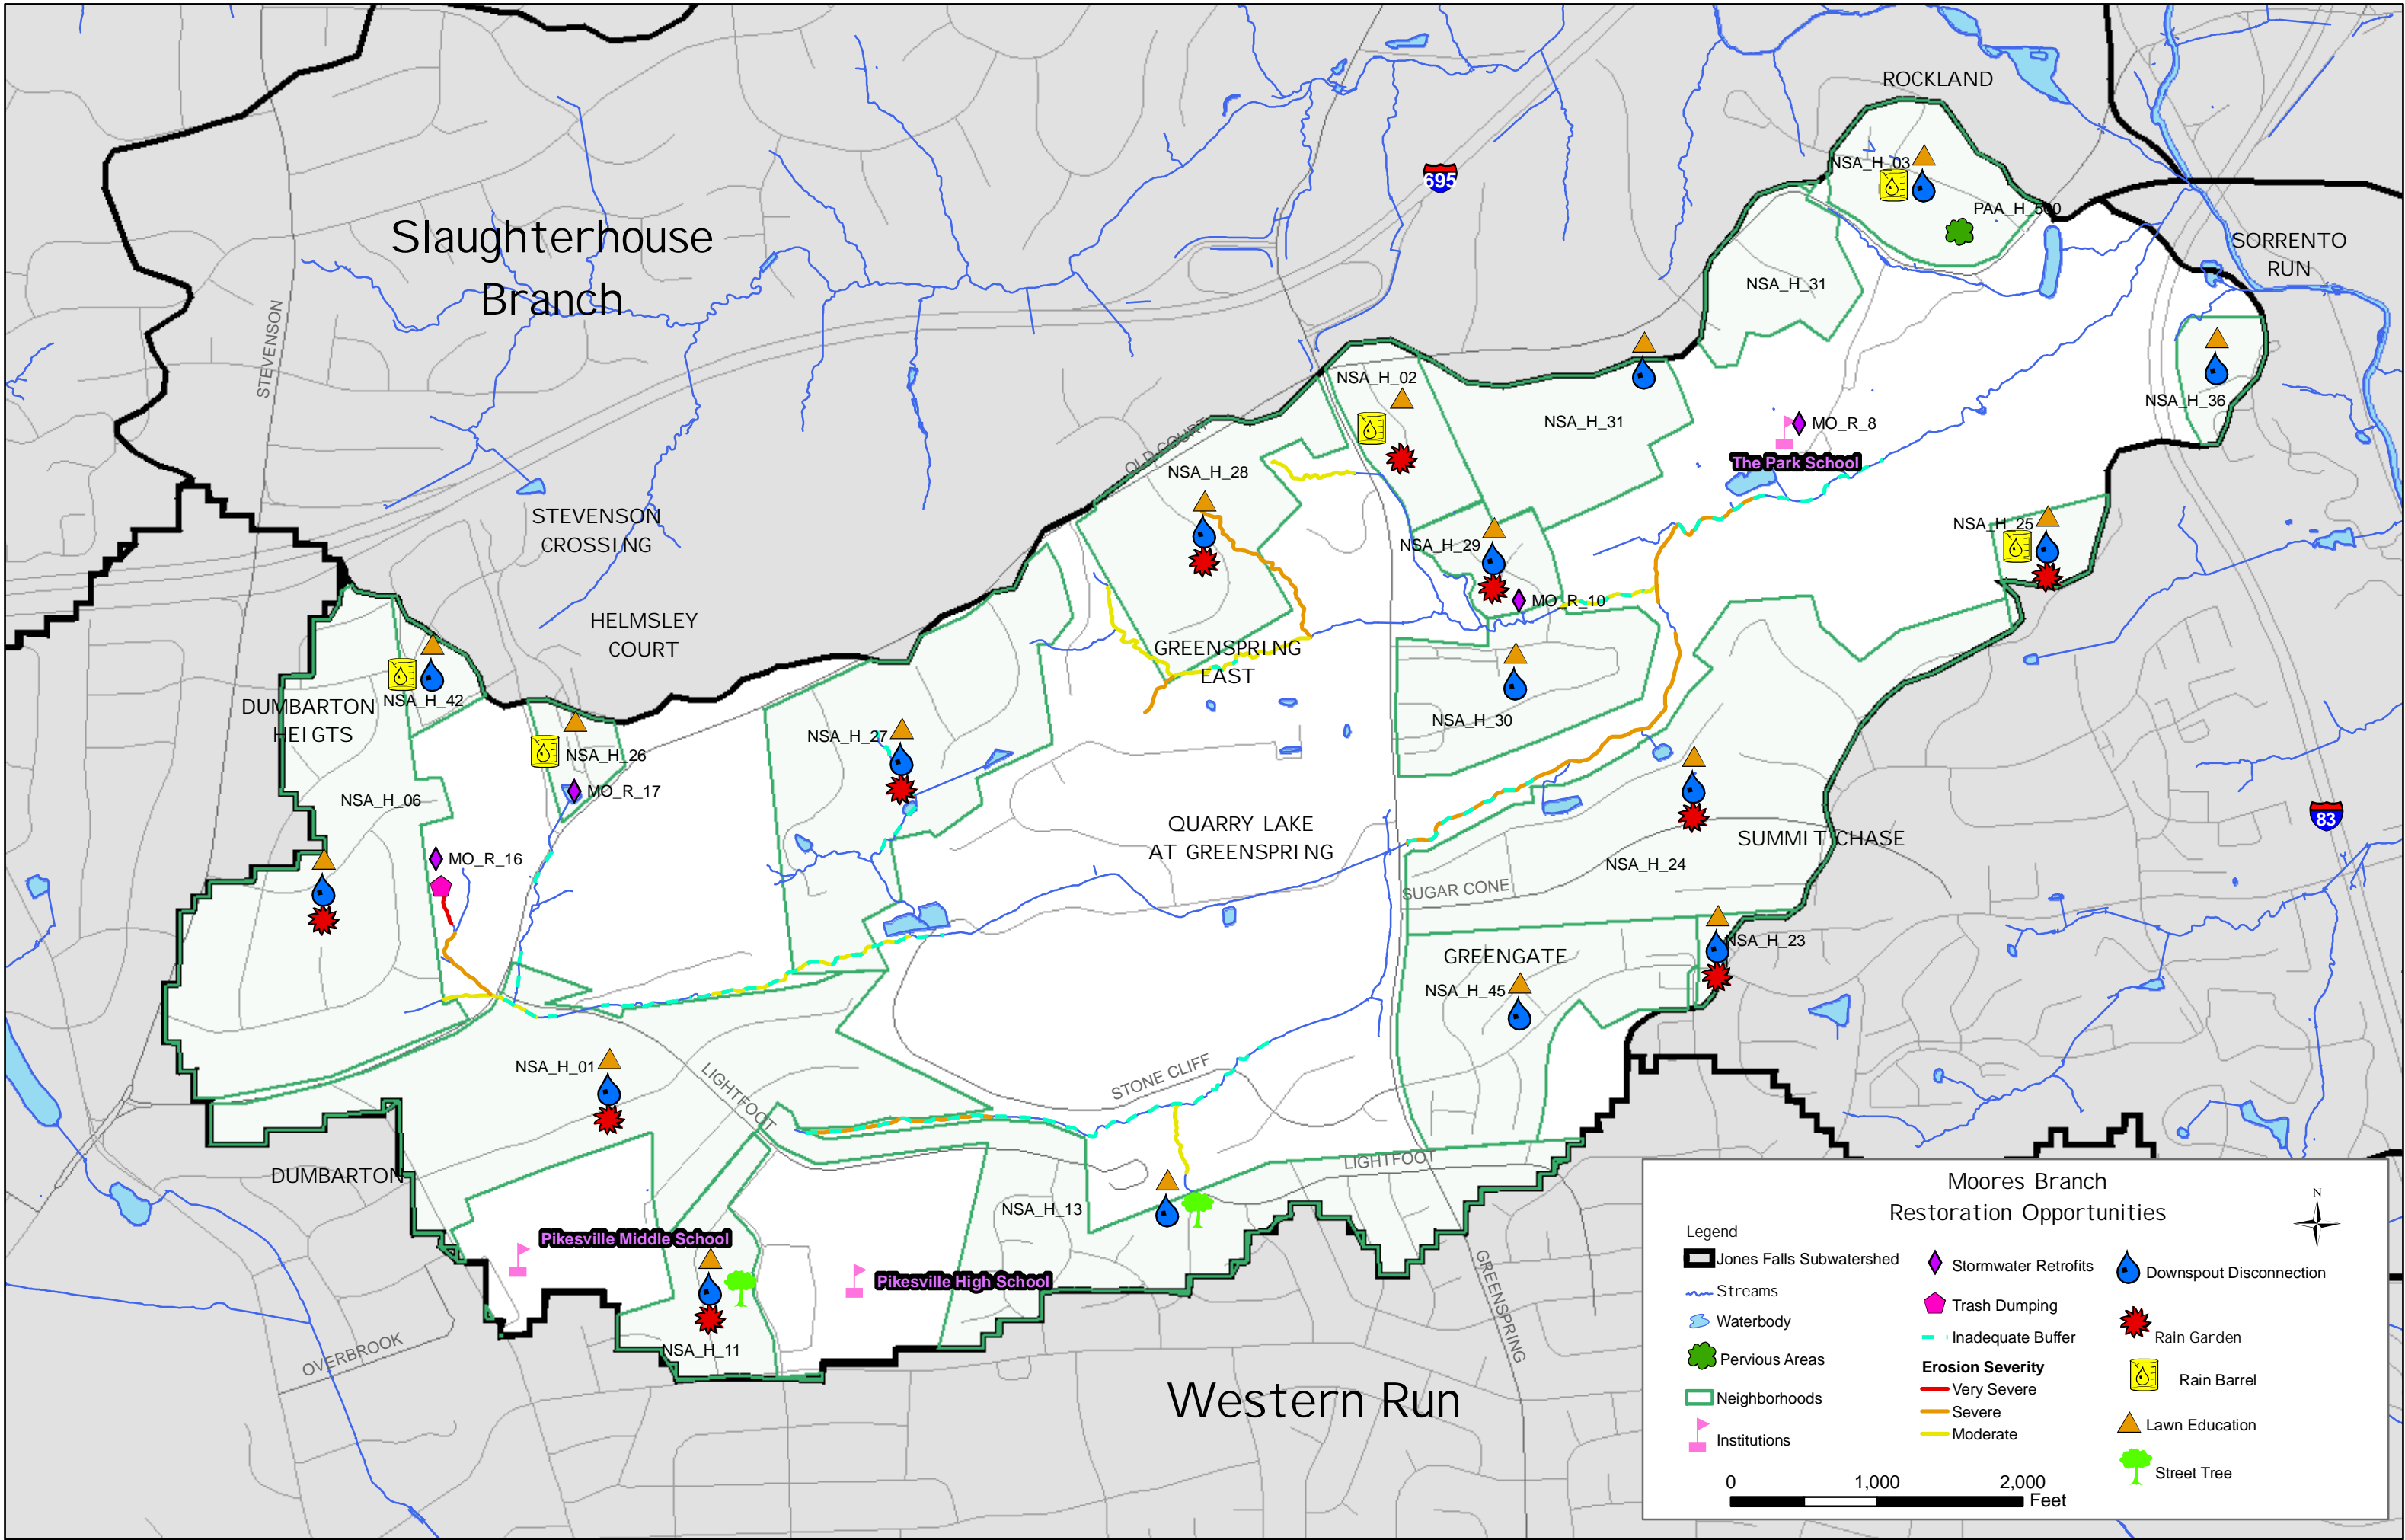 ROCKLAND
NSA_H_03
695
PAA_H_500
Slaughterhouse
Branch
SORRENTO
RUN
NSA_H_31
STEVENSON
NSA_H_02
NSA_H_36
NSA_H_31
MO_R_8
OLD COURT
The Park School
NSA_H_28
STEVENSON
CROSSING
NSA_H_25
NSA_H_29
MO_R_10
HELMSLEY
COURT
GREENSPRING
EAST
NSA_H_42
DUMBARTON
HEIGTS
NSA_H_30
NSA_H_27
NSA_H_26
MO_R_17
NSA_H_06
83
QUARRY LAKE
AT GREENSPRING
SUMMIT CHASE
MO_R_16
NSA_H_24
SUGAR CONE
NSA_H_23
GREENGATE
NSA_H_45
NSA_H_01
LIGHTFOOT
STONE CLIFF
DUMBARTON
LIGHTFOOT
NSA_H_13
Pikesville Middle School
Pikesville High School
GREENSPRING
NSA_H_11
OVERBROOK
Western Run
Moores Branch
Restoration Opportunities
N
Legend
Jones Falls Subwatershed
Streams
Waterbody
Pervious Areas
Neighborhoods
Institutions
Stormwater Retrofits
Trash Dumping
Inadequate Buffer
Erosion Severity
Very Severe
Severe
Moderate
Downspout Disconnection
Rain Garden
Rain Barrel
Lawn Education
Street Tree
0 1,000 2,000
Feet